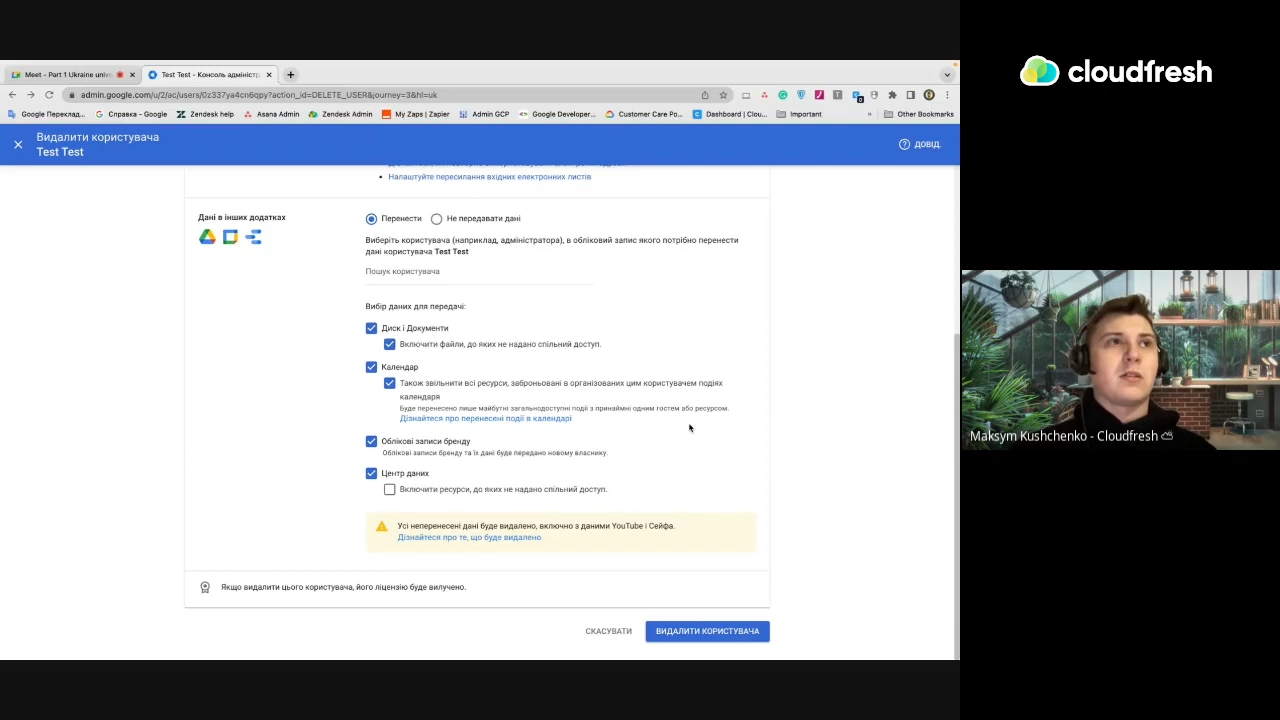 cloudfresh
Meet - Part 1 Ukraine unive
Test Test - Консоль адміністр
admin.google.com/u/2/ac/users/0z337ya4cn6qpy?action_id=DELETE_USER&journey=3&hl=uk
Google Переклад...
Справка - Google
Zendesk help
Asana Admin
Zendesk Admin
My Zaps | Zapier
Admin GCP
Google Developer...
Customer Care Po...
Dashboard | Clou...
Important
»
Other Bookmarks
Видалити користувача
Test Test
ДОВІД.
• Налаштуйте пересилання вхідних електронних листів
Дані в інших додатках
Перенести
Не передавати дані
Виберіть користувача (наприклад, адміністратора), в обліковий запис якого потрібно перенести
дані користувача Test Test
Пошук користувача
Вибір даних для передачі:
Диск і Документи
Включити файли, до яких не надано спільний доступ.
Календар
Також звільнити всі ресурси, заброньовані в організованих цим користувачем подіях
календаря
Буде перенесено лише майбутні загальнодоступні події з принаймні одним гостем або ресурсом.
Дізнайтеся про перенесені події в календарі
Облікові записи бренду
Облікові записи бренду та їх дані буде передано новому власнику.
Центр даних
Включити ресурси, до яких не надано спільний доступ.
Усі неперенесені дані буде видалено, включно з даними YouTube і Сейфа.
Дізнайтеся про те, що буде видалено
Якщо видалити цього користувача, його ліцензію буде вилучено.
СКАСУВАТИ
ВИДАЛИТИ КОРИСТУВАЧА
Maksym Kushchenko - Cloudfresh